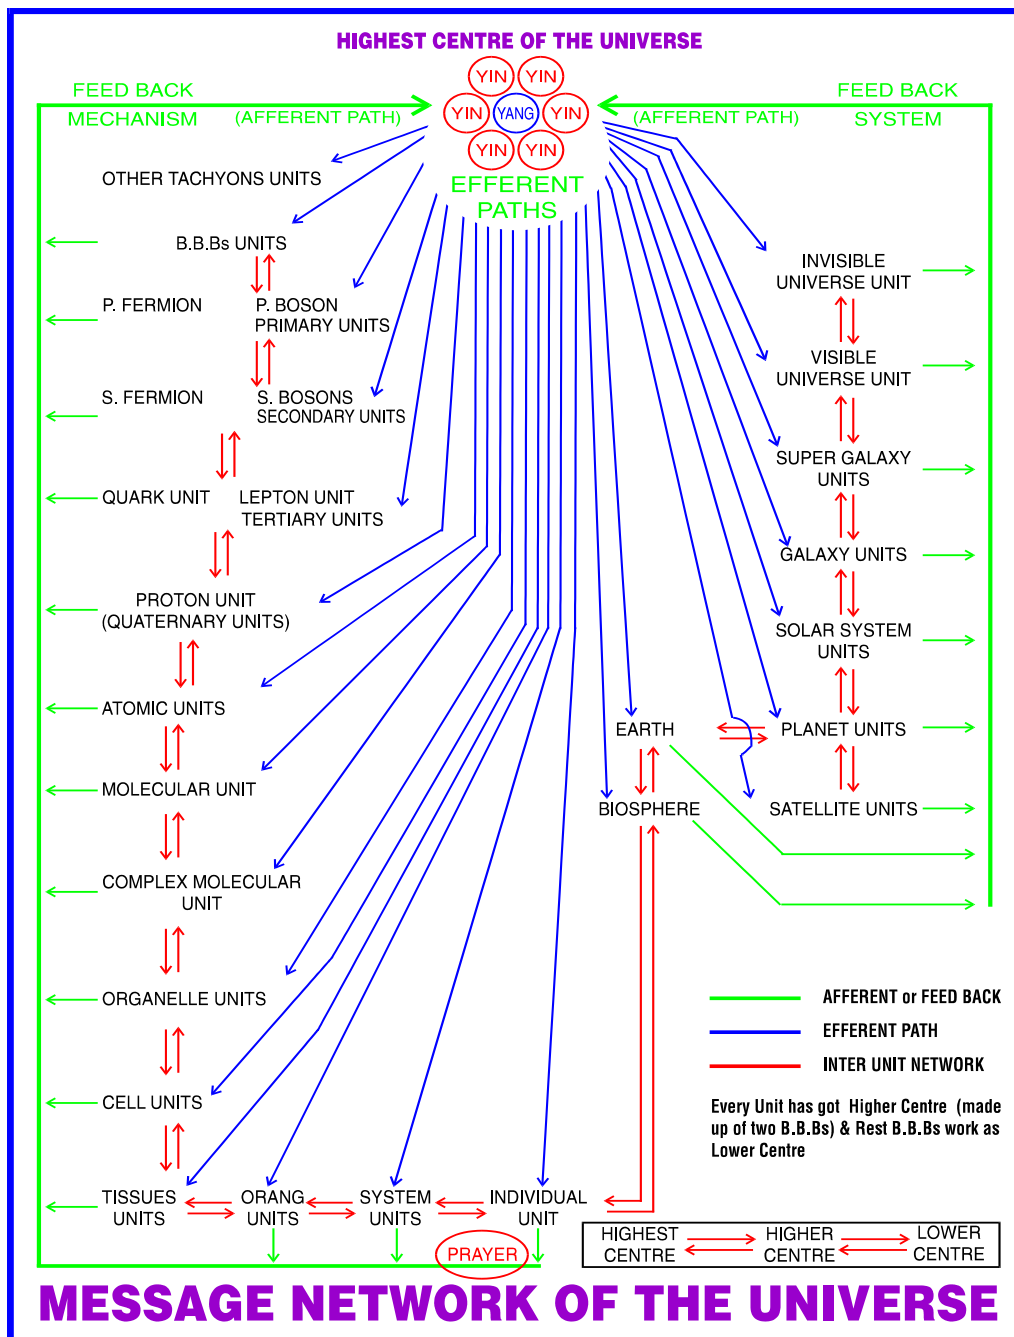 HIGHEST CENTRE OF THE UNIVERSE
YIN YIN
YIN YANG YIN
YIN YIN
FEED BACK
MECHANISM (AFFERENT PATH)
FEED BACK
(AFFERENT PATH) SYSTEM
EFFERENT
PATHS
OTHER TACHYONS UNITS
B.B.Bs UNITS
P. FERMION P. BOSON
PRIMARY UNITS
S. FERMION S. BOSONS
SECONDARY UNITS
QUARK UNIT LEPTON UNIT
TERTIARY UNITS
PROTON UNIT
(QUATERNARY UNITS)
ATOMIC UNITS
MOLECULAR UNIT
COMPLEX MOLECULAR
UNIT
ORGANELLE UNITS
CELL UNITS
TISSUES
UNITS
ORANG
UNITS
SYSTEM
UNITS
INDIVIDUAL
UNIT
INVISIBLE
UNIVERSE UNIT
VISIBLE
UNIVERSE UNIT
SUPER GALAXY
UNITS
GALAXY UNITS
SOLAR SYSTEM
UNITS
EARTH PLANET UNITS
BIOSPHERE SATELLITE UNITS
AFFERENT or FEED BACK
EFFERENT PATH
INTER UNIT NETWORK
Every Unit has got Higher Centre (made
up of two B.B.Bs) & Rest B.B.Bs work as
Lower Centre
PRAYER
HIGHEST
CENTRE
HIGHER
CENTRE
LOWER
CENTRE
MESSAGE NETWORK OF THE UNIVERSE